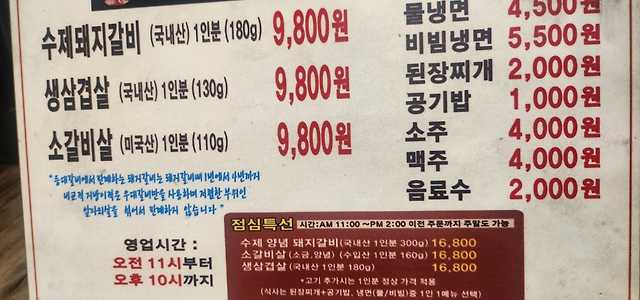 수제돼지갈비 (국내산) 1인분 (180g) 9,800원
생삼겹살 (국내산) 1인분 (130g) 9,800원
소갈비살 (미국산) 1인분 (110g) 9,800원
물냉면 4,500원
비빔냉면 5,500원
된장찌개 2,000원
공기밥 1,000원
소주 4,000원
맥주 4,000원
음료수 2,000원
영업시간 :
오전 11시부터
오후 10시까지
점심특선 시간:AM 11:00 ~PM 2:00 이전 주문까지 주말도 가능
수제 양념 돼지갈비(국내산 1인분 300g) 16,800
소갈비살 (소금,양념) (수입산 1인분 160g) 16,800
생삼겹살 (국내산 1인분 180g) 16,800
*고기 추가시는 1인분 정상 가격 적용
(식사는 된장찌개+공기밥, 냉면(물/비빔)중 1인 1메뉴 선택)